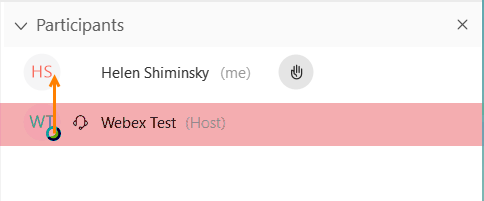 Participants
HS Helen Shiminsky (me)
WT Webex Test (Host)